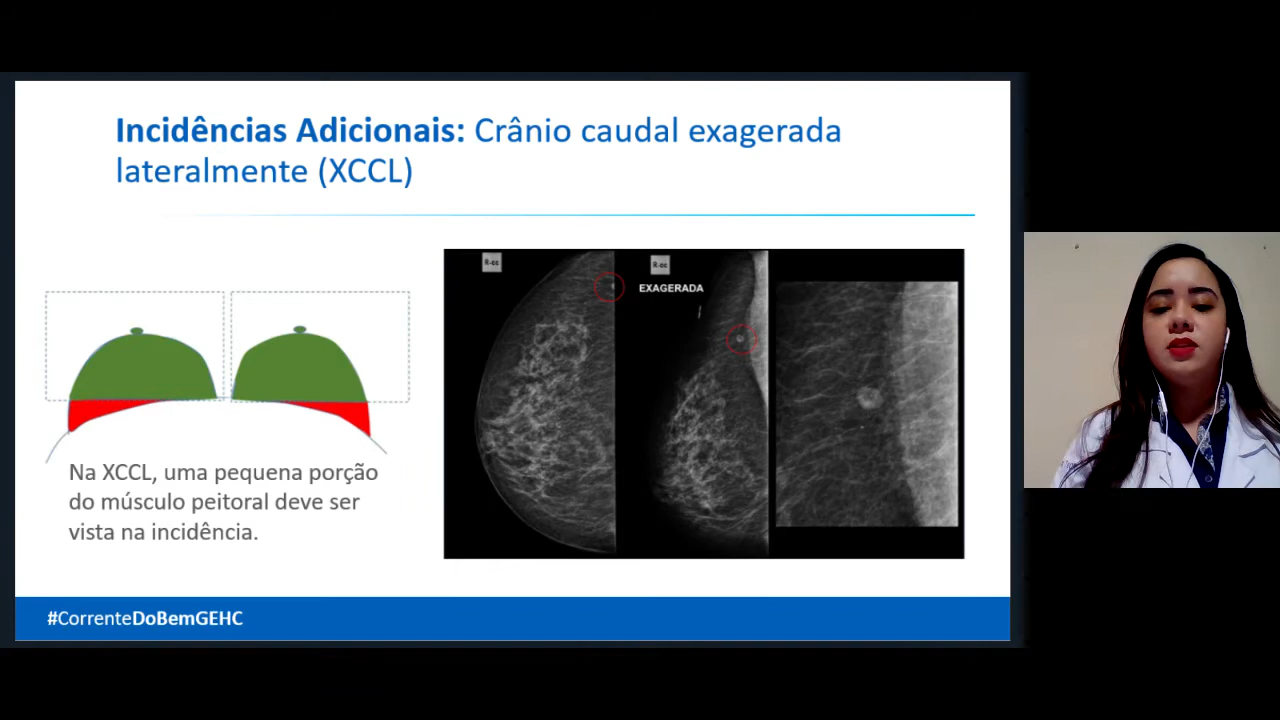 Incidências Adicionais: Crânio caudal exagerada
lateralmente (XCCL)
R-cc
R-cc
EXAGERADA
Na XCCL, uma pequena porção
do músculo peitoral deve ser
vista na incidência.
#CorrenteDoBemGEHC